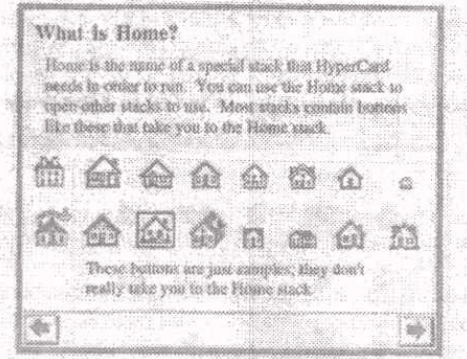 What is Home?
Home is the name of a special stack that HyperCard
needs in order to run. You can use the Home stack to
open other stacks to use. Most stacks contain buttons
like these that take you to the Home stack.
These buttons are just samples; they don't
really take you to the Home stack